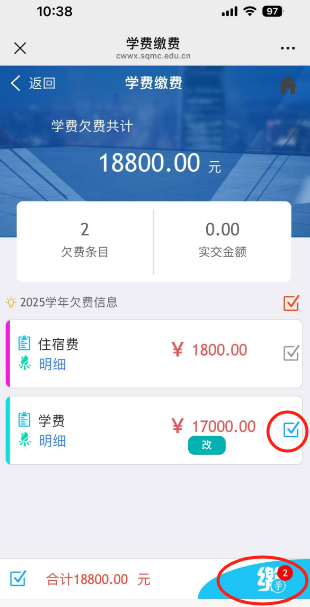 10:38
97
学费缴费
cwwx.sqmc.edu.cn
返回
学费缴费
学费欠费共计
18800.00 元
2
0.00
欠费条目
实交金额
2025学年欠费信息
住宿费
¥ 1800.00
明细
学费
¥ 17000.00
明细
改
合计18800.00 元
缴
2